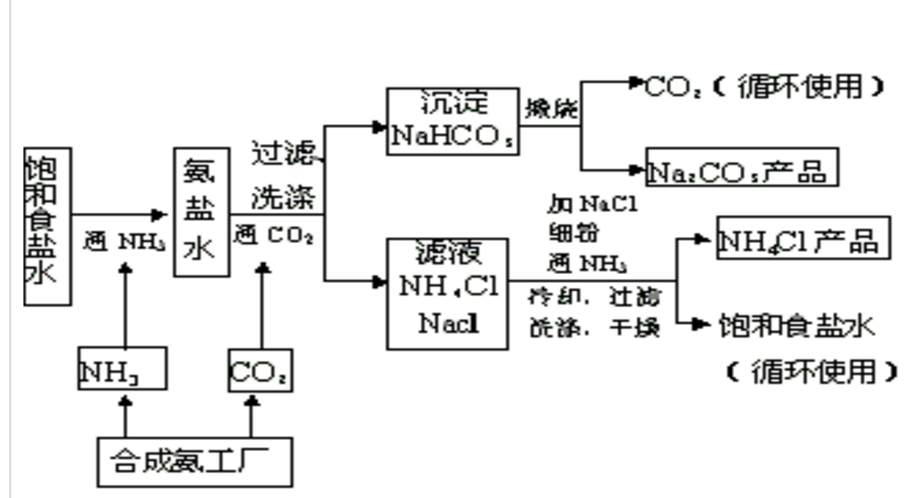 CO₂（循环使用）
沉淀
NaHCO₃
煅烧
过滤
饱和食盐水
氨盐水
洗涤
Na₂CO₃产品
加 NaCl
细粉
通 NH₃
通 CO₂
滤液
NH₄Cl
Nacl
通 NH₃
NH₄Cl 产品
冷却．过滤
洗涤．干燥
饱和食盐水
（循环使用）
NH₃
CO₂
合成氨工厂